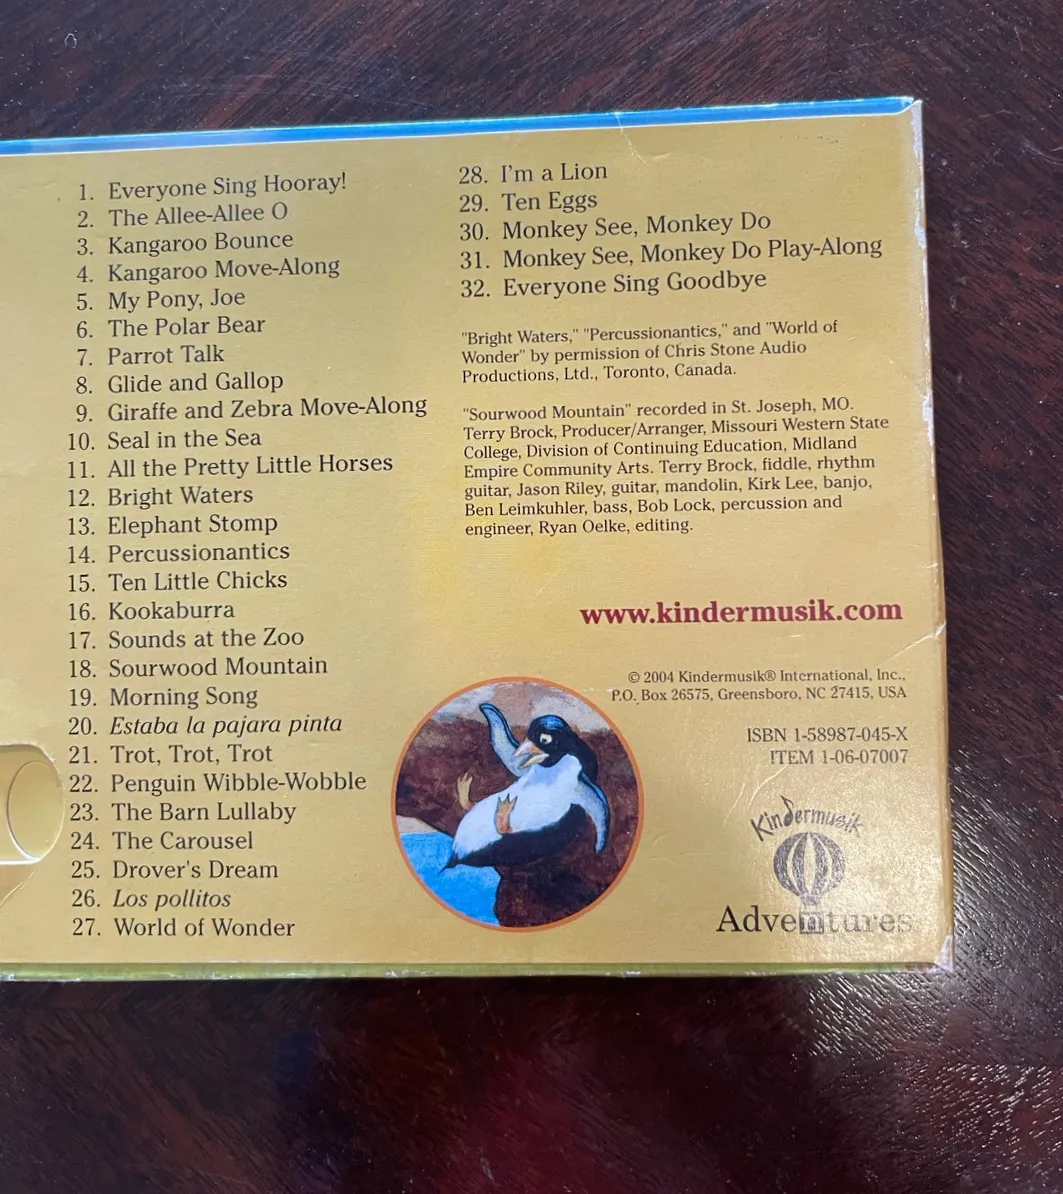 1. Everyone Sing Hooray!
2. The Allee-Allee O
3. Kangaroo Bounce
4. Kangaroo Move-Along
5. My Pony, Joe
6. The Polar Bear
7. Parrot Talk
8. Glide and Gallop
9. Giraffe and Zebra Move-Along
10. Seal in the Sea
11. All the Pretty Little Horses
12. Bright Waters
13. Elephant Stomp
14. Percussionantics
15. Ten Little Chicks
16. Kookaburra
17. Sounds at the Zoo
18. Sourwood Mountain
19. Morning Song
20. Estaba la pajara pinta
21. Trot, Trot, Trot
22. Penguin Wibble-Wobble
23. The Barn Lullaby
24. The Carousel
25. Drover's Dream
26. Los pollitos
27. World of Wonder
28. I'm a Lion
29. Ten Eggs
30. Monkey See, Monkey Do
31. Monkey See, Monkey Do Play-Along
32. Everyone Sing Goodbye
"Bright Waters," "Percussionantics," and "World of
Wonder" by permission of Chris Stone Audio
Productions, Ltd., Toronto, Canada.
"Sourwood Mountain" recorded in St. Joseph, MO.
Terry Brock, Producer/Arranger, Missouri Western State
College, Division of Continuing Education, Midland
Empire Community Arts. Terry Brock, fiddle, rhythm
guitar, Jason Riley, guitar, mandolin, Kirk Lee, banjo,
Ben Leimkuhler, bass, Bob Lock, percussion and
engineer, Ryan Oelke, editing.
www.kindermusik.com
© 2004 Kindermusik® International, Inc.,
P.O. Box 26575, Greensboro, NC 27415, USA
ISBN 1-58987-045-X
ITEM 1-06-07007
Kindermusik
Adventures